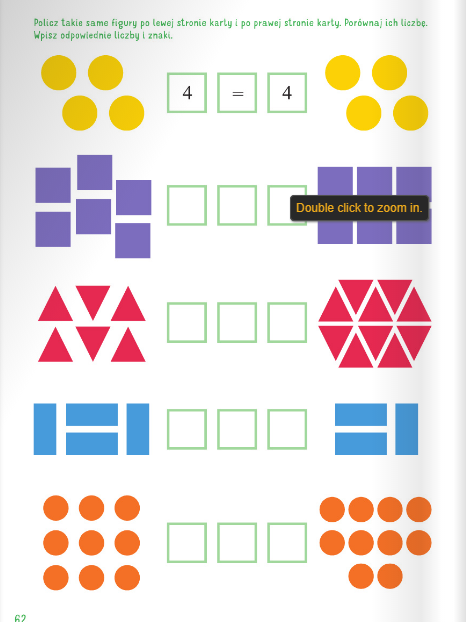 Policz takie same figury po lewej stronie karty i po prawej stronie karty. Porównaj ich liczbę.
Wpisz odpowiednie liczby i znaki.
4 = 4
Double click to zoom in.
62